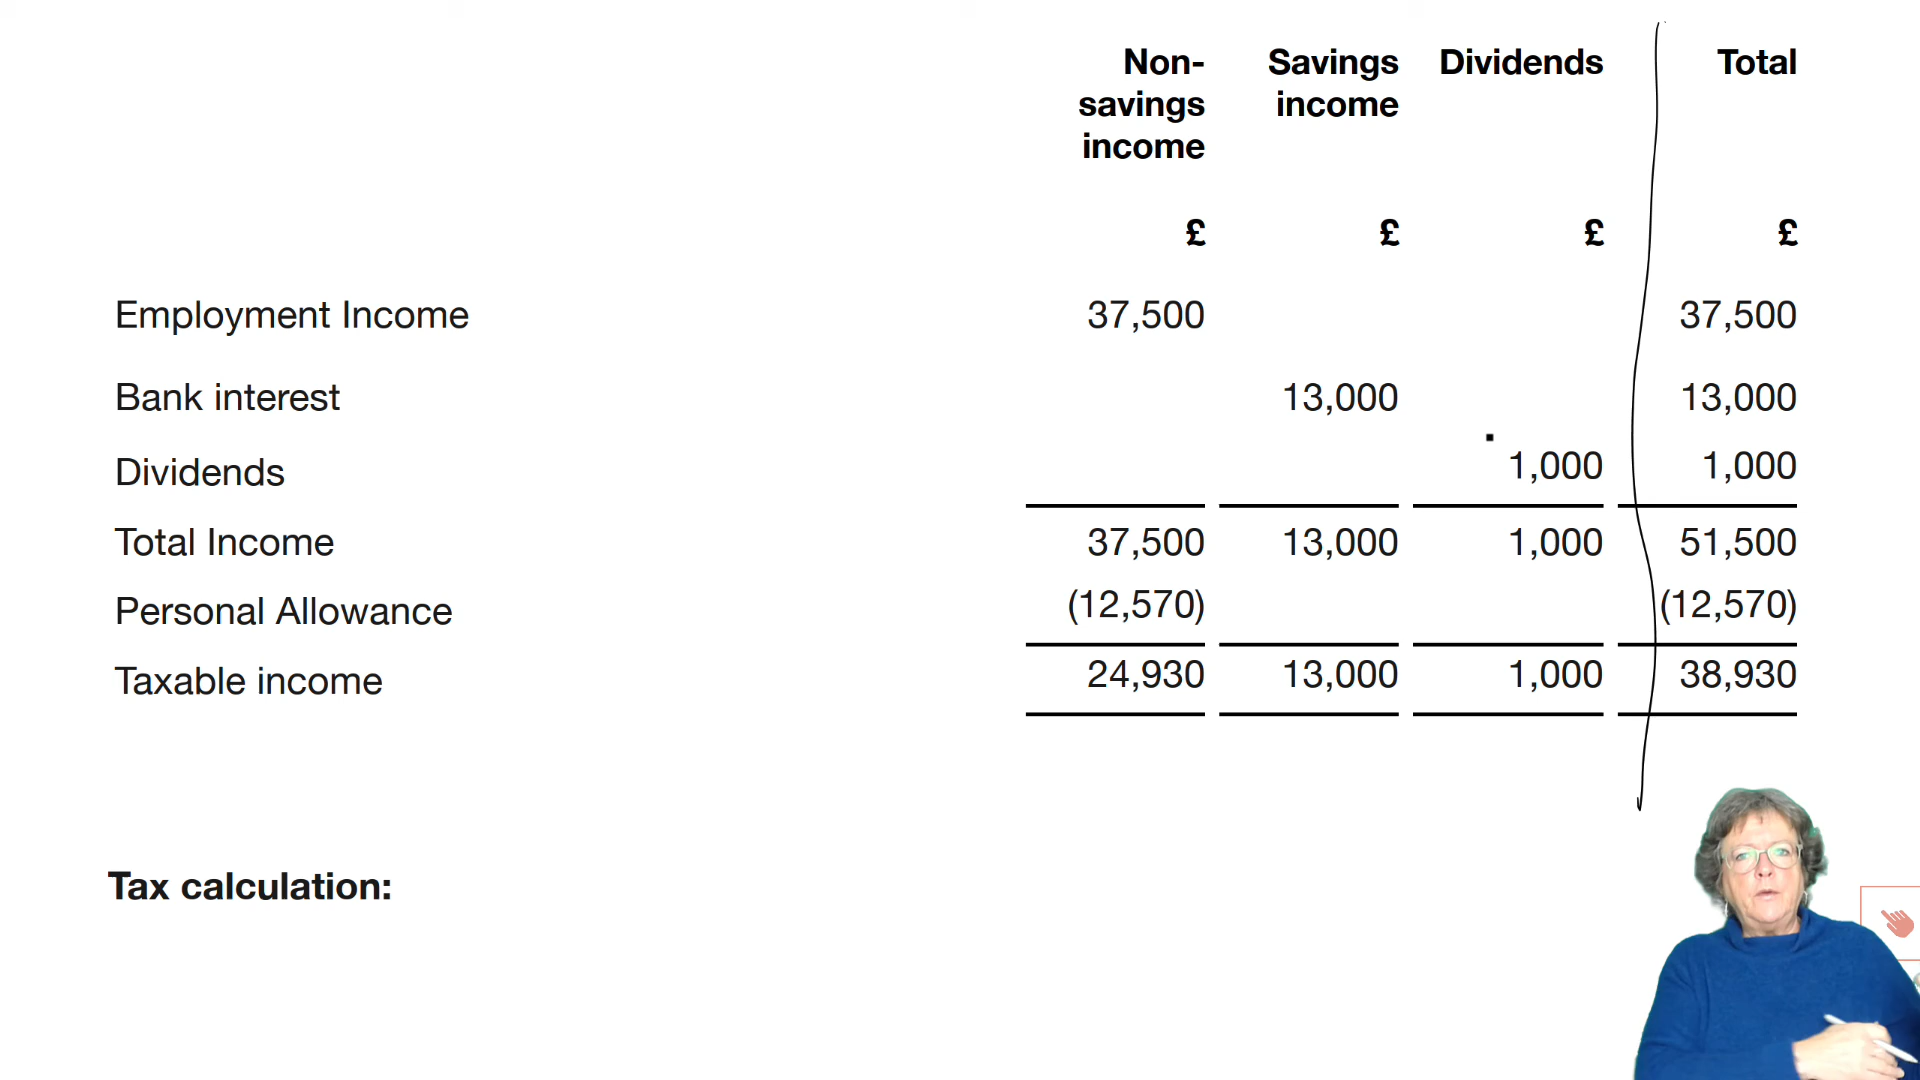 Non-
savings
income
Savings
income
Dividends
Total
£ £ £ £
Employment Income 37,500 37,500
Bank interest 13,000 13,000
Dividends 1,000 1,000
Total Income 37,500 13,000 1,000 51,500
Personal Allowance (12,570) (12,570)
Taxable income 24,930 13,000 1,000 38,930
Tax calculation: